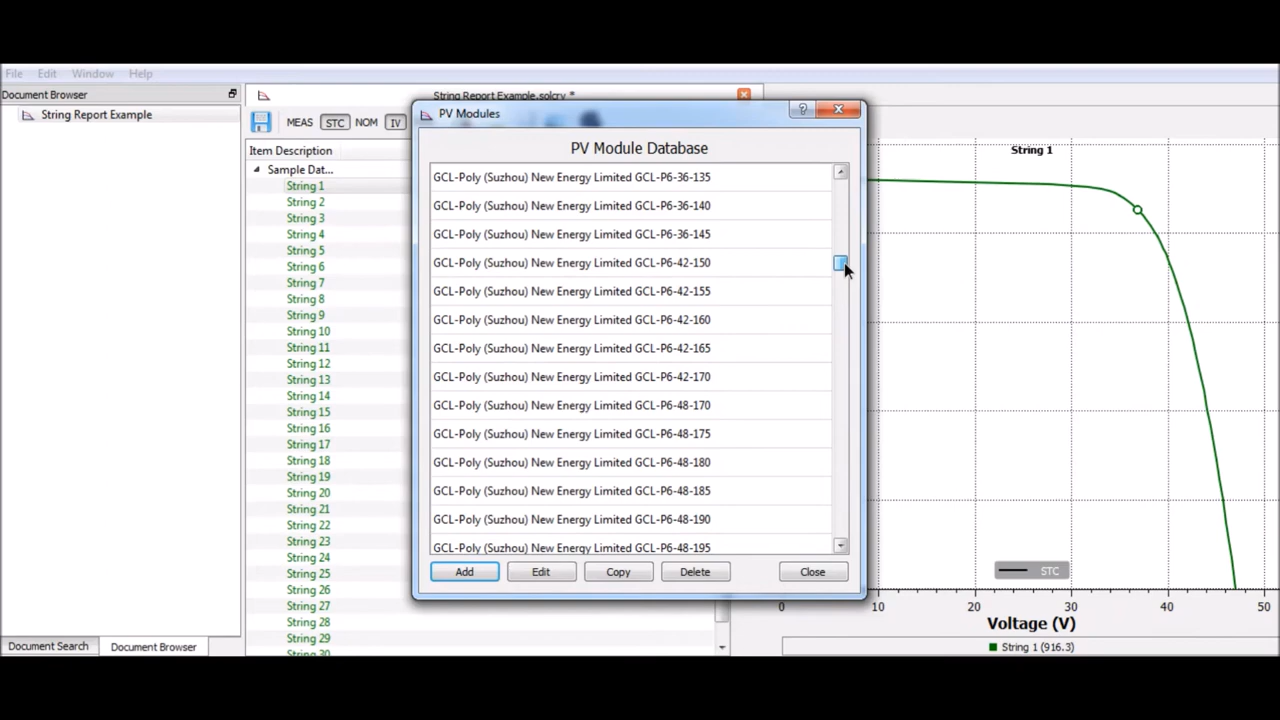 File Edit Window Help
Document Browser
String Report Example
String Report Example.solcrv *
MEAS STC NOM IV
Item Description
Sample Dat...
String 1
String 2
String 3
String 4
String 5
String 6
String 7
String 8
String 9
String 10
String 11
String 12
String 13
String 14
String 15
String 16
String 17
String 18
String 19
String 20
String 21
String 22
String 23
String 24
String 25
String 26
String 27
String 28
String 29
String 30
PV Modules
PV Module Database
GCL-Poly (Suzhou) New Energy Limited GCL-P6-36-135
GCL-Poly (Suzhou) New Energy Limited GCL-P6-36-140
GCL-Poly (Suzhou) New Energy Limited GCL-P6-36-145
GCL-Poly (Suzhou) New Energy Limited GCL-P6-42-150
GCL-Poly (Suzhou) New Energy Limited GCL-P6-42-155
GCL-Poly (Suzhou) New Energy Limited GCL-P6-42-160
GCL-Poly (Suzhou) New Energy Limited GCL-P6-42-165
GCL-Poly (Suzhou) New Energy Limited GCL-P6-42-170
GCL-Poly (Suzhou) New Energy Limited GCL-P6-48-170
GCL-Poly (Suzhou) New Energy Limited GCL-P6-48-175
GCL-Poly (Suzhou) New Energy Limited GCL-P6-48-180
GCL-Poly (Suzhou) New Energy Limited GCL-P6-48-185
GCL-Poly (Suzhou) New Energy Limited GCL-P6-48-190
GCL-Poly (Suzhou) New Energy Limited GCL-P6-48-195
Add Edit Copy Delete Close
String 1
STC
0 10 20 30 40 50
Voltage (V)
String 1 (916.3)
Document Search Document Browser